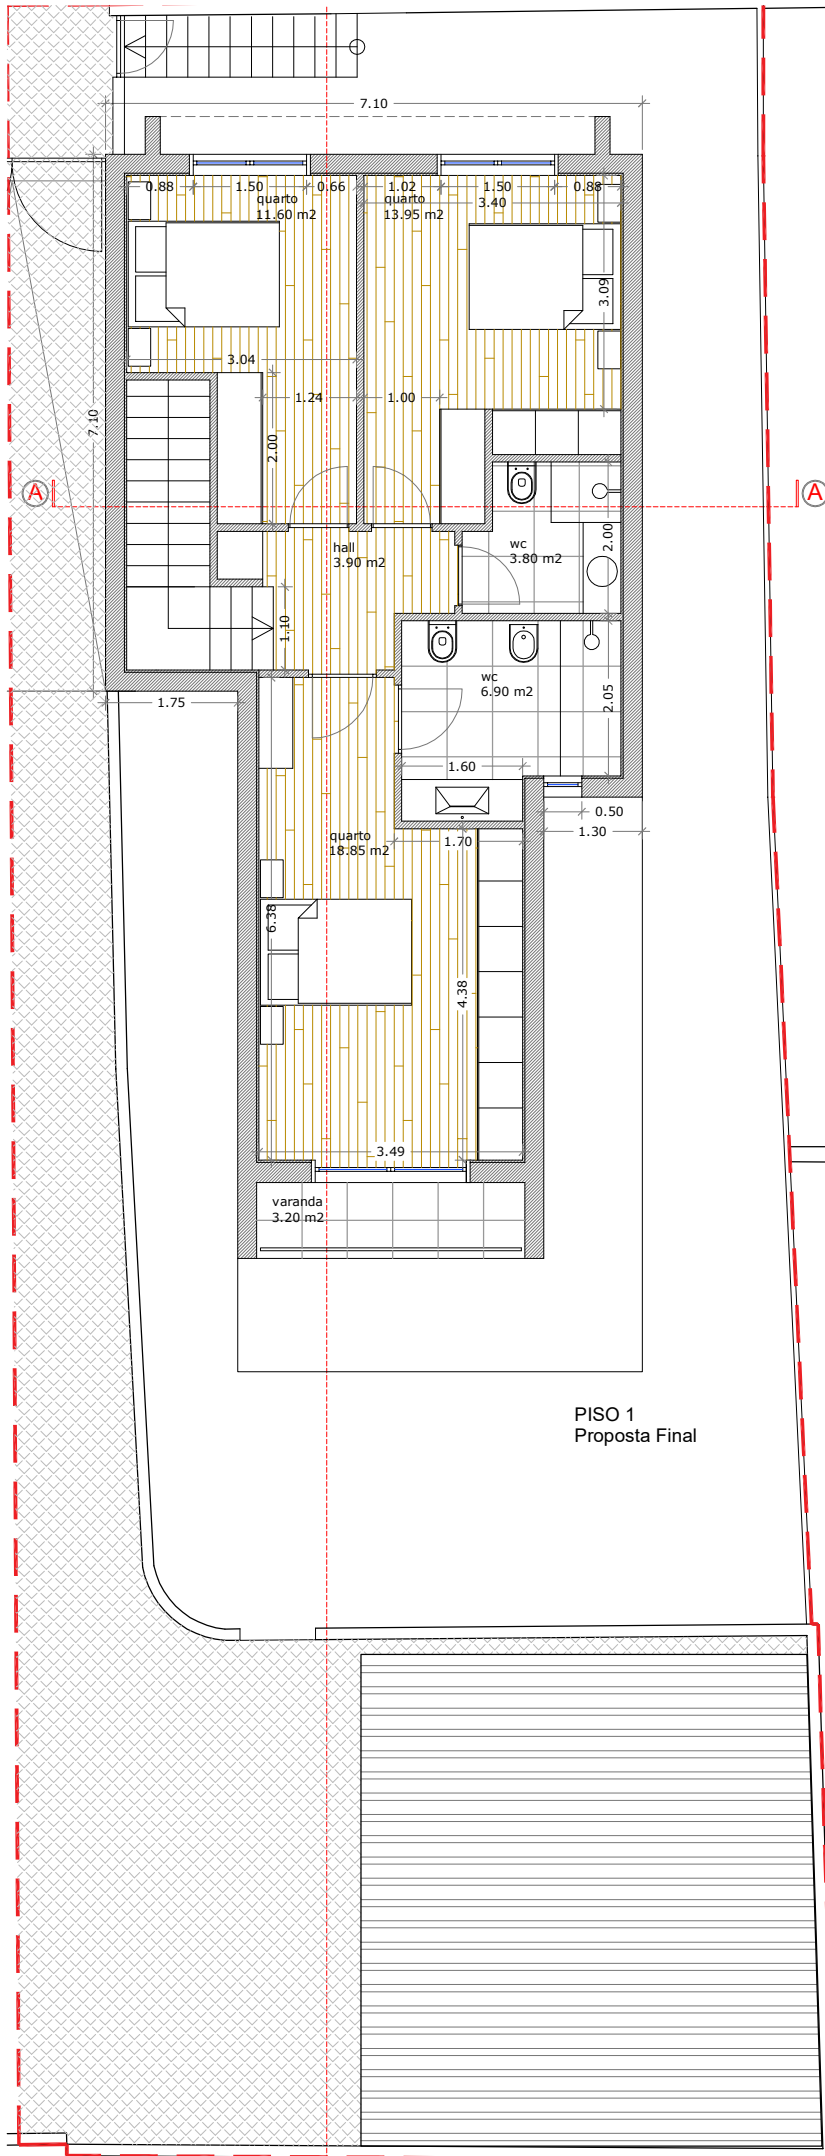 7.10
0.88
1.50
0.66
1.02
1.50
0.88
quarto
11.60 m2
quarto
13.95 m2
3.40
3.09
3.04
1.24
1.00
7.10
2.00
A
A
hall
3.90 m2
wc
3.80 m2
2.00
1.10
wc
6.90 m2
2.05
1.75
1.60
0.50
1.30
quarto
18.85 m2
1.70
6.38
4.38
3.49
varanda
3.20 m2
PISO 1
Proposta Final